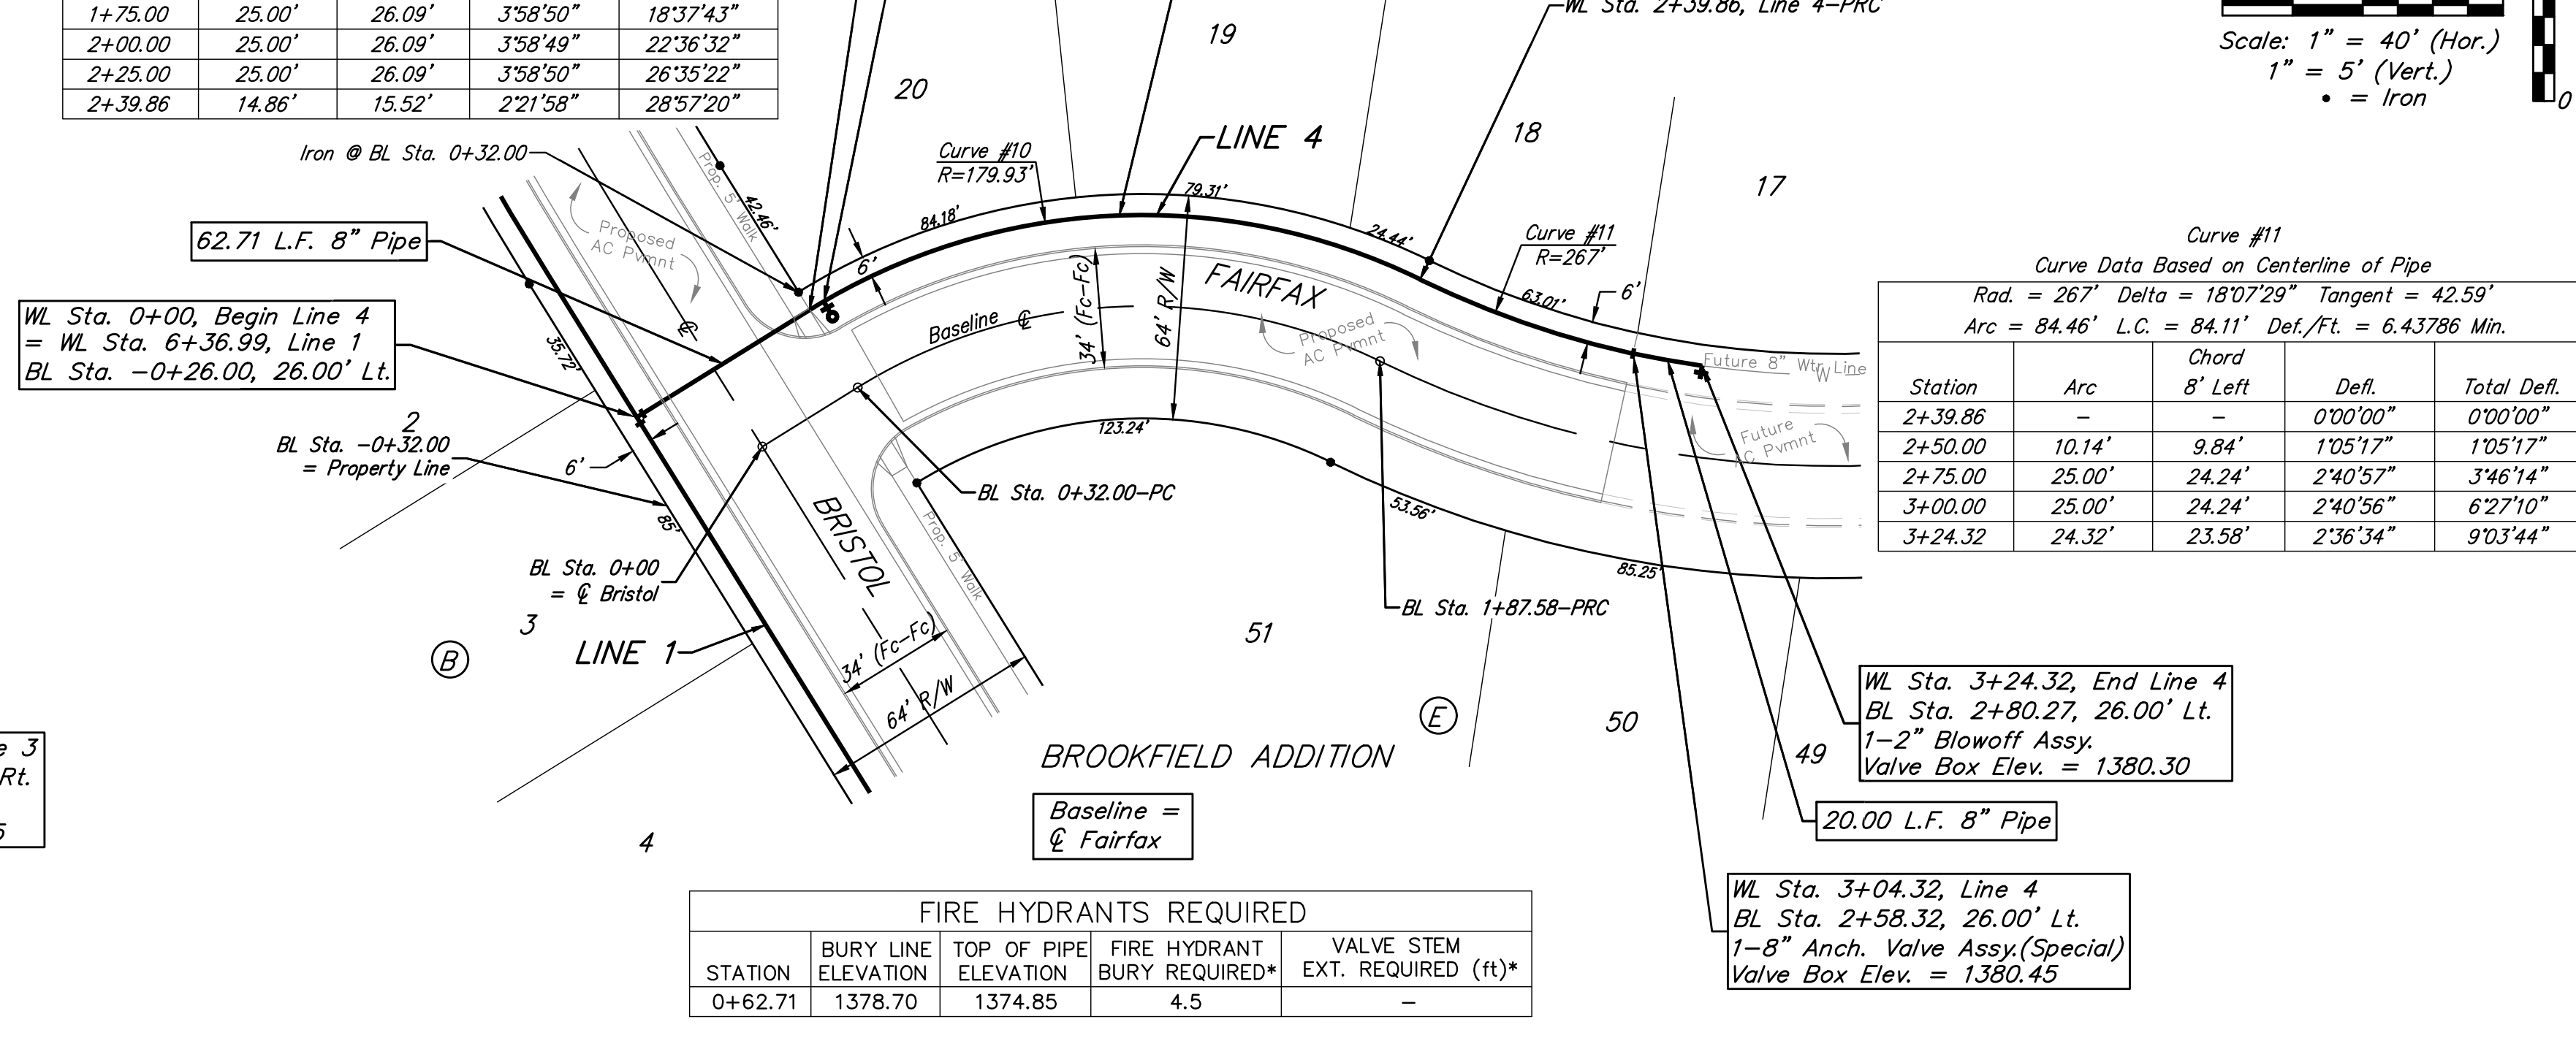 1+75.00 25.00' 26.09' 3°58'50" 18°37'43"
2+00.00 25.00' 26.09' 3°58'49" 22°36'32"
2+25.00 25.00' 26.09' 3°58'50" 26°35'22"
2+39.86 14.86' 15.52' 2°21'58" 28°57'20"
WL Sta. 2+39.86, Line 4-PRC
Scale: 1" = 40' (Hor.)
1" = 5' (Vert.)
• = Iron
0
19
20
18
17
Iron @ BL Sta. 0+32.00
Prop. 5' Walk
42.46'
Curve #10
R=179.93'
LINE 4
79.31'
84.18'
24.44'
6'
Proposed
AC Pvmnt
62.71 L.F. 8" Pipe
℄
Curve #11
R=267'
63.01'
6'
FAIRFAX
34' (Fc-Fc)
64' R/W
Baseline ℄
Proposed
AC Pvmnt
Future 8" Wtr Line
W
Future
AC Pvmnt
Curve #11
Curve Data Based on Centerline of Pipe
Rad. = 267' Delta = 18°07'29" Tangent = 42.59'
Arc = 84.46' L.C. = 84.11' Def./Ft. = 6.43786 Min.
Chord
Station Arc 8' Left Defl. Total Defl.
2+39.86 - - 0°00'00" 0°00'00"
2+50.00 10.14' 9.84' 1°05'17" 1°05'17"
2+75.00 25.00' 24.24' 2°40'57" 3°46'14"
3+00.00 25.00' 24.24' 2°40'56" 6°27'10"
3+24.32 24.32' 23.58' 2°36'34" 9°03'44"
WL Sta. 0+00, Begin Line 4
= WL Sta. 6+36.99, Line 1
BL Sta. -0+26.00, 26.00' Lt.
35.72'
2
BL Sta. -0+32.00
= Property Line
6'
85'
123.24'
53.56'
85.25'
BL Sta. 0+32.00-PC
BRISTOL
Prop. 5' Walk
BL Sta. 0+00
= ℄ Bristol
BL Sta. 1+87.58-PRC
3
LINE 1
B
34' (Fc-Fc)
64' R/W
51
E
50
49
4
BROOKFIELD ADDITION
Baseline =
℄ Fairfax
WL Sta. 3+24.32, End Line 4
BL Sta. 2+80.27, 26.00' Lt.
1-2" Blowoff Assy.
Valve Box Elev. = 1380.30
20.00 L.F. 8" Pipe
WL Sta. 3+04.32, Line 4
BL Sta. 2+58.32, 26.00' Lt.
1-8" Anch. Valve Assy.(Special)
Valve Box Elev. = 1380.45
e 3
Rt.
5
FIRE HYDRANTS REQUIRED
STATION BURY LINE ELEVATION TOP OF PIPE ELEVATION FIRE HYDRANT BURY REQUIRED* VALVE STEM EXT. REQUIRED (ft)*
0+62.71 1378.70 1374.85 4.5 -